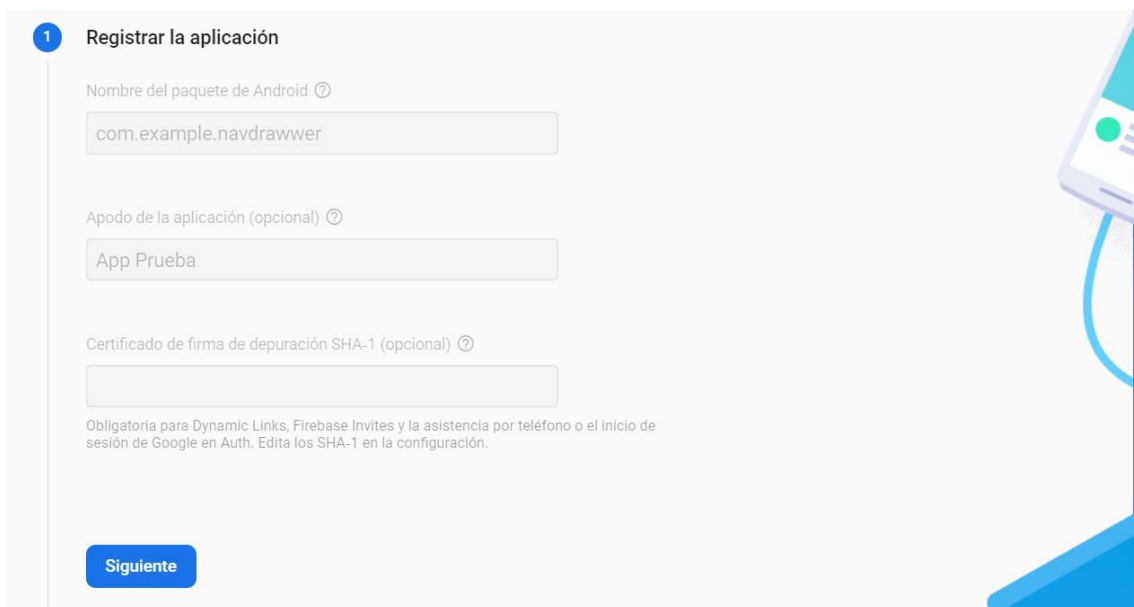 1
Registrar la aplicación
Nombre del paquete de Android ?
com.example.navdrawwer
Apodo de la aplicación (opcional) ?
App Prueba
Certificado de firma de depuración SHA-1 (opcional) ?
Obligatoria para Dynamic Links, Firebase Invites y la asistencia por teléfono o el inicio de
sesión de Google en Auth. Edita los SHA-1 en la configuración.
Siguiente